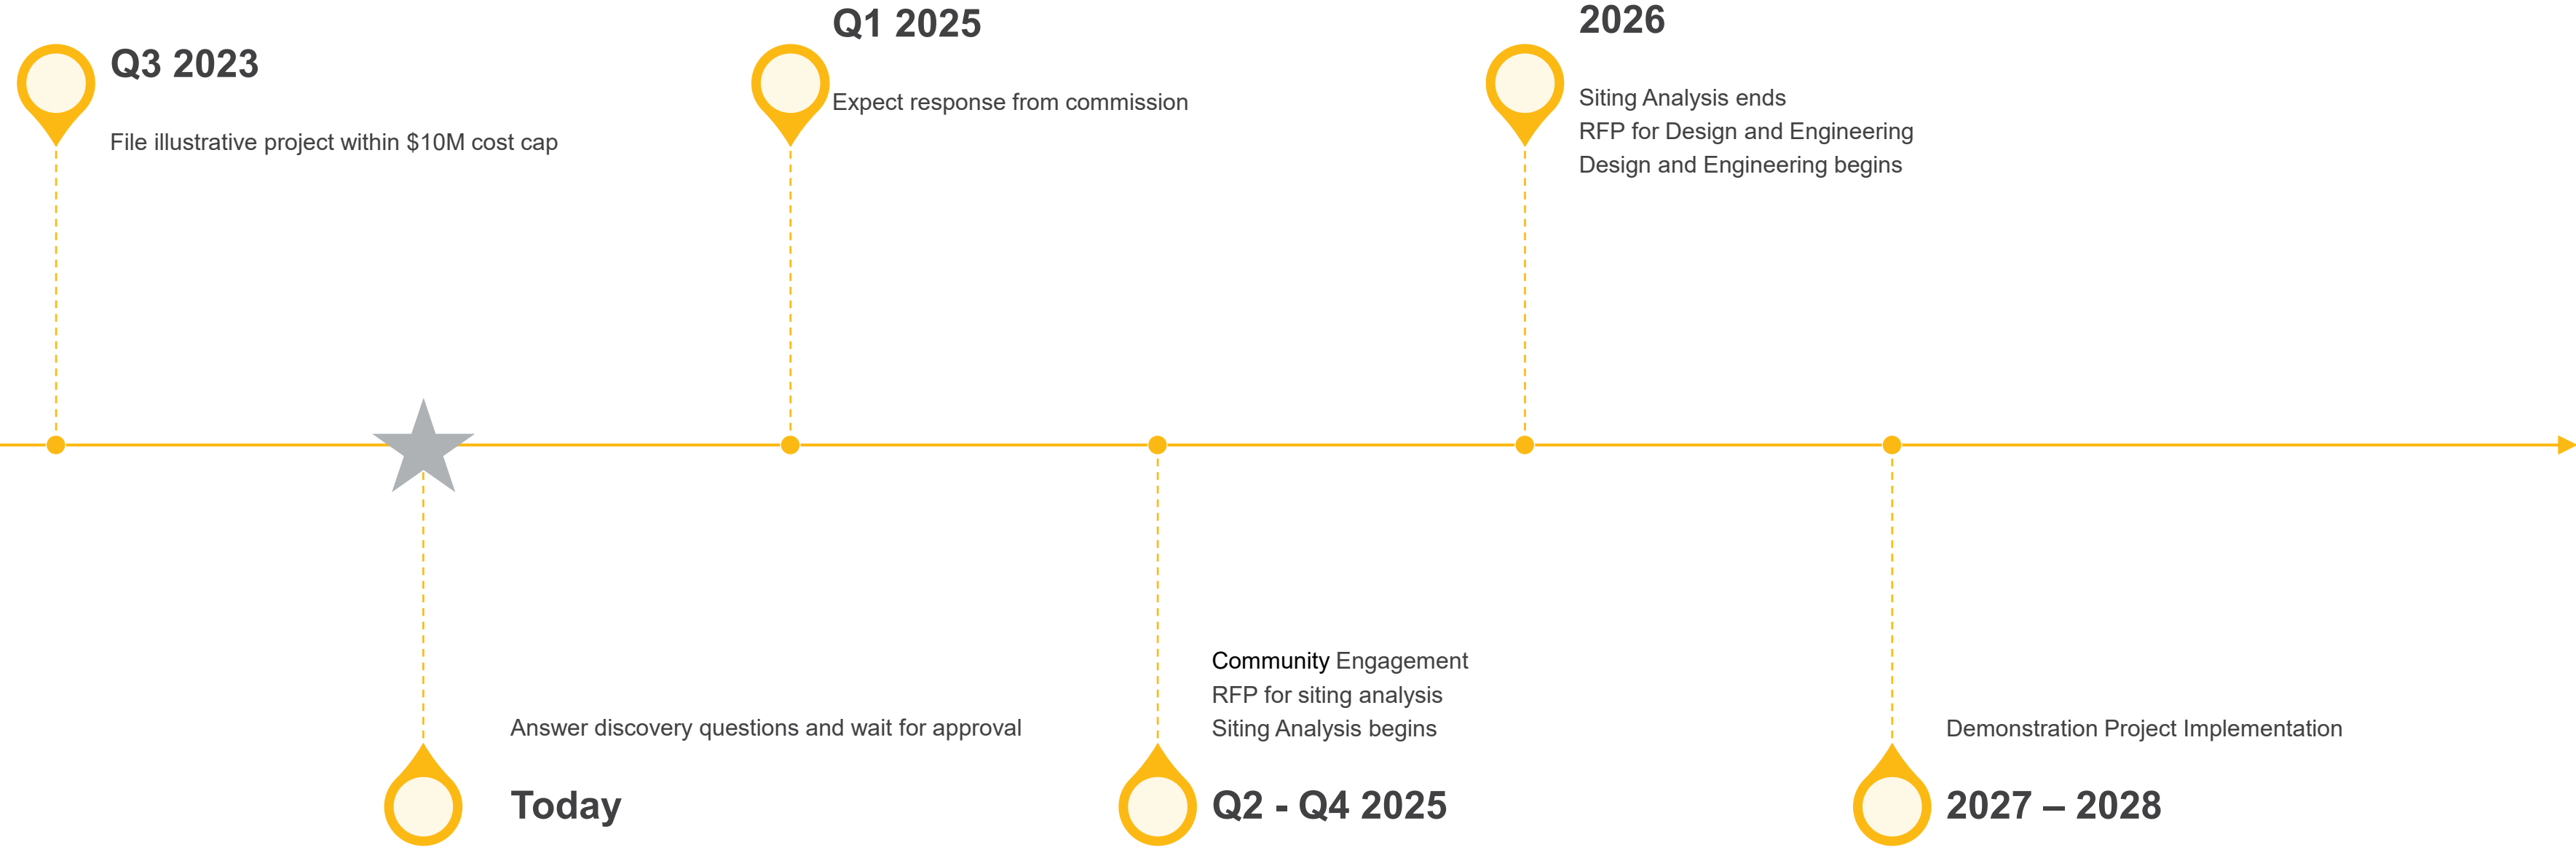 Q3 2023
File illustrative project within $10M cost cap
Answer discovery questions and wait for approval
Today
Q1 2025
Expect response from commission
Community Engagement
RFP for siting analysis
Siting Analysis begins
Q2 - Q4 2025
2026
Siting Analysis ends
RFP for Design and Engineering
Design and Engineering begins
Demonstration Project Implementation
2027 – 2028